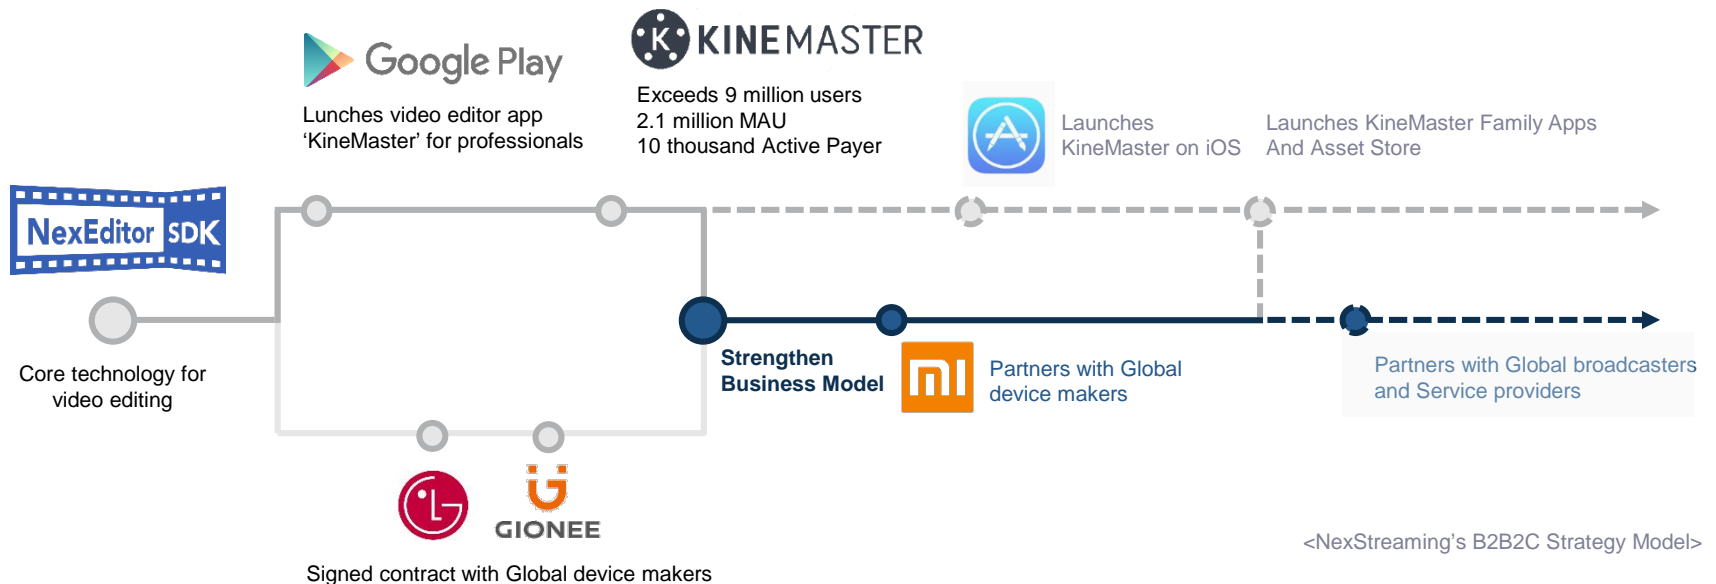 Google Play
Lunches video editor app
‘KineMaster’ for professionals
K KINEMASTER
Exceeds 9 million users
2.1 million MAU
10 thousand Active Payer
Launches
KineMaster on iOS
Launches KineMaster Family Apps
And Asset Store
NexEditor SDK
Core technology for
video editing
Strengthen
Business Model
Partners with Global
device makers
Partners with Global broadcasters
and Service providers
LG
GIONEE
Signed contract with Global device makers
<NexStreaming’s B2B2C Strategy Model>